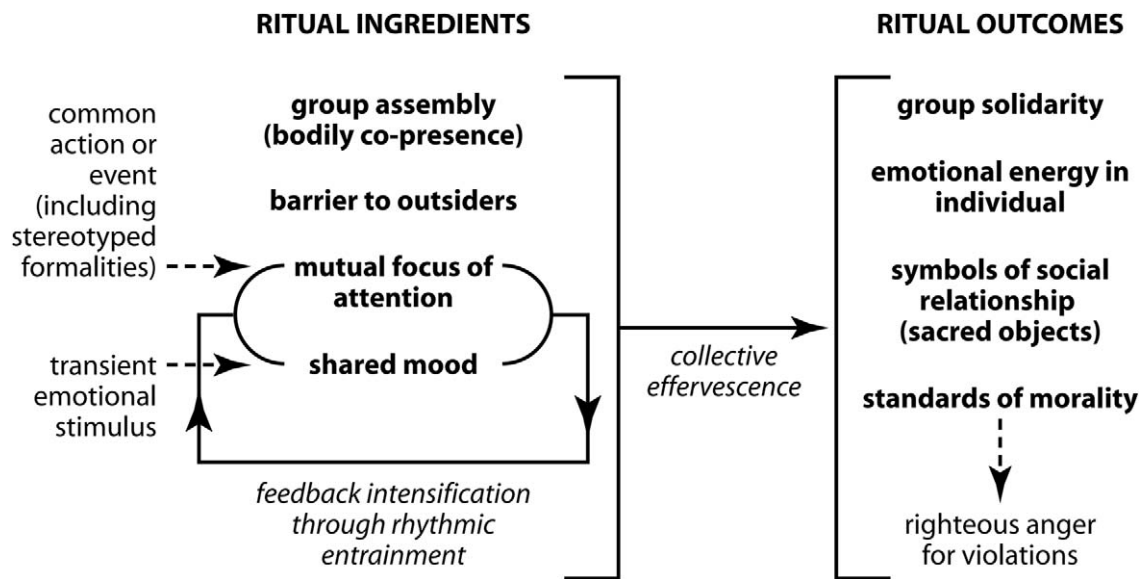 RITUAL INGREDIENTS
common
action or
event
(including
stereotyped
formalities)
transient
emotional
stimulus
group assembly
(bodily co-presence)
barrier to outsiders
mutual focus of
attention
shared mood
feedback intensification
through rhythmic
entrainment
collective
effervescence
RITUAL OUTCOMES
group solidarity
emotional energy in
individual
symbols of social
relationship
(sacred objects)
standards of morality
righteous anger
for violations